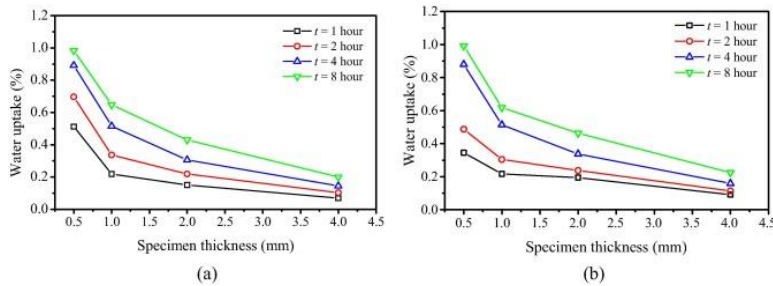 t = 1 hour
t = 2 hour
t = 4 hour
t = 8 hour
1.2
1.0
0.8
0.6
0.4
0.2
0.0
Water uptake (%)
0.5 1.0 1.5 2.0 2.5 3.0 3.5 4.0 4.5
Specimen thickness (mm)
(a)
t = 1 hour
t = 2 hour
t = 4 hour
t = 8 hour
1.2
1.0
0.8
0.6
0.4
0.2
0.0
Water uptake (%)
0.5 1.0 1.5 2.0 2.5 3.0 3.5 4.0 4.5
Specimen thickness (mm)
(b)